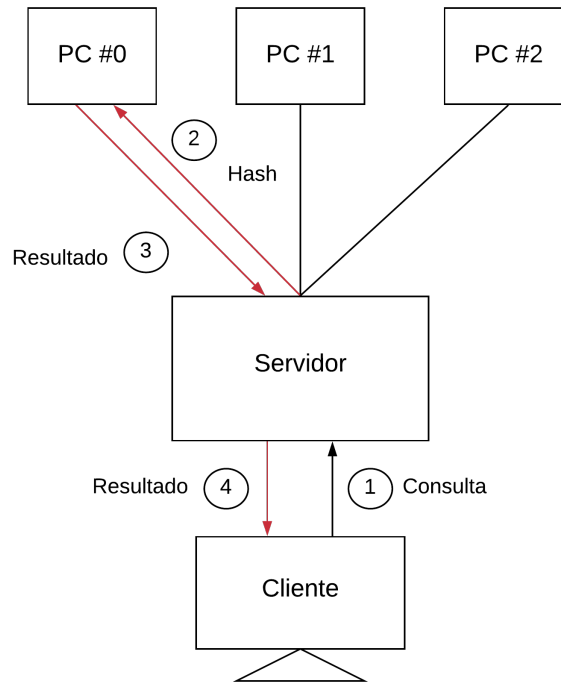 PC #0
PC #1
PC #2
2
Hash
Resultado
3
Servidor
Resultado
4
1
Consulta
Cliente